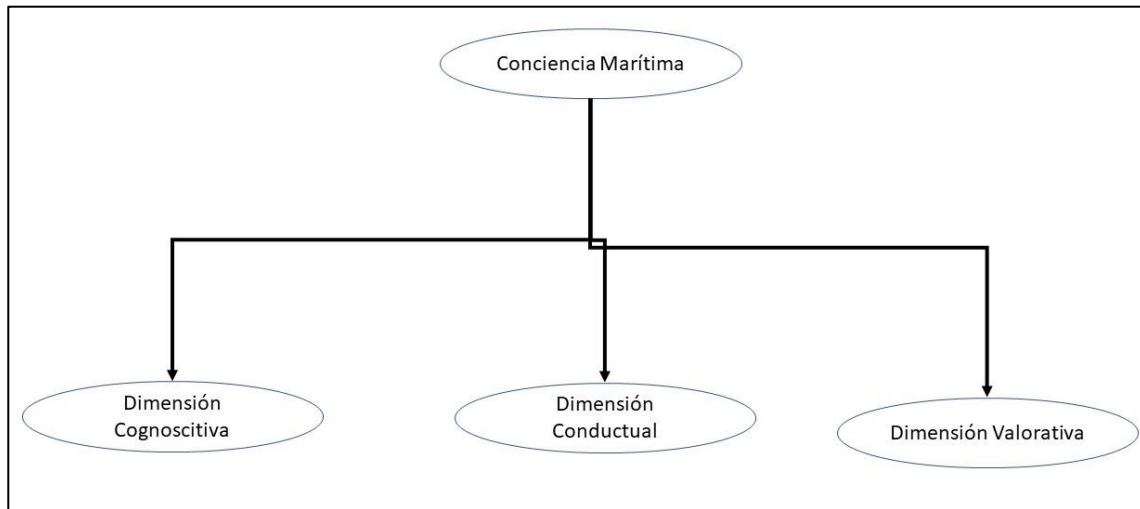 Conciencia Marítima
Dimensión
Cognoscitiva
Dimensión
Conductual
Dimensión Valorativa